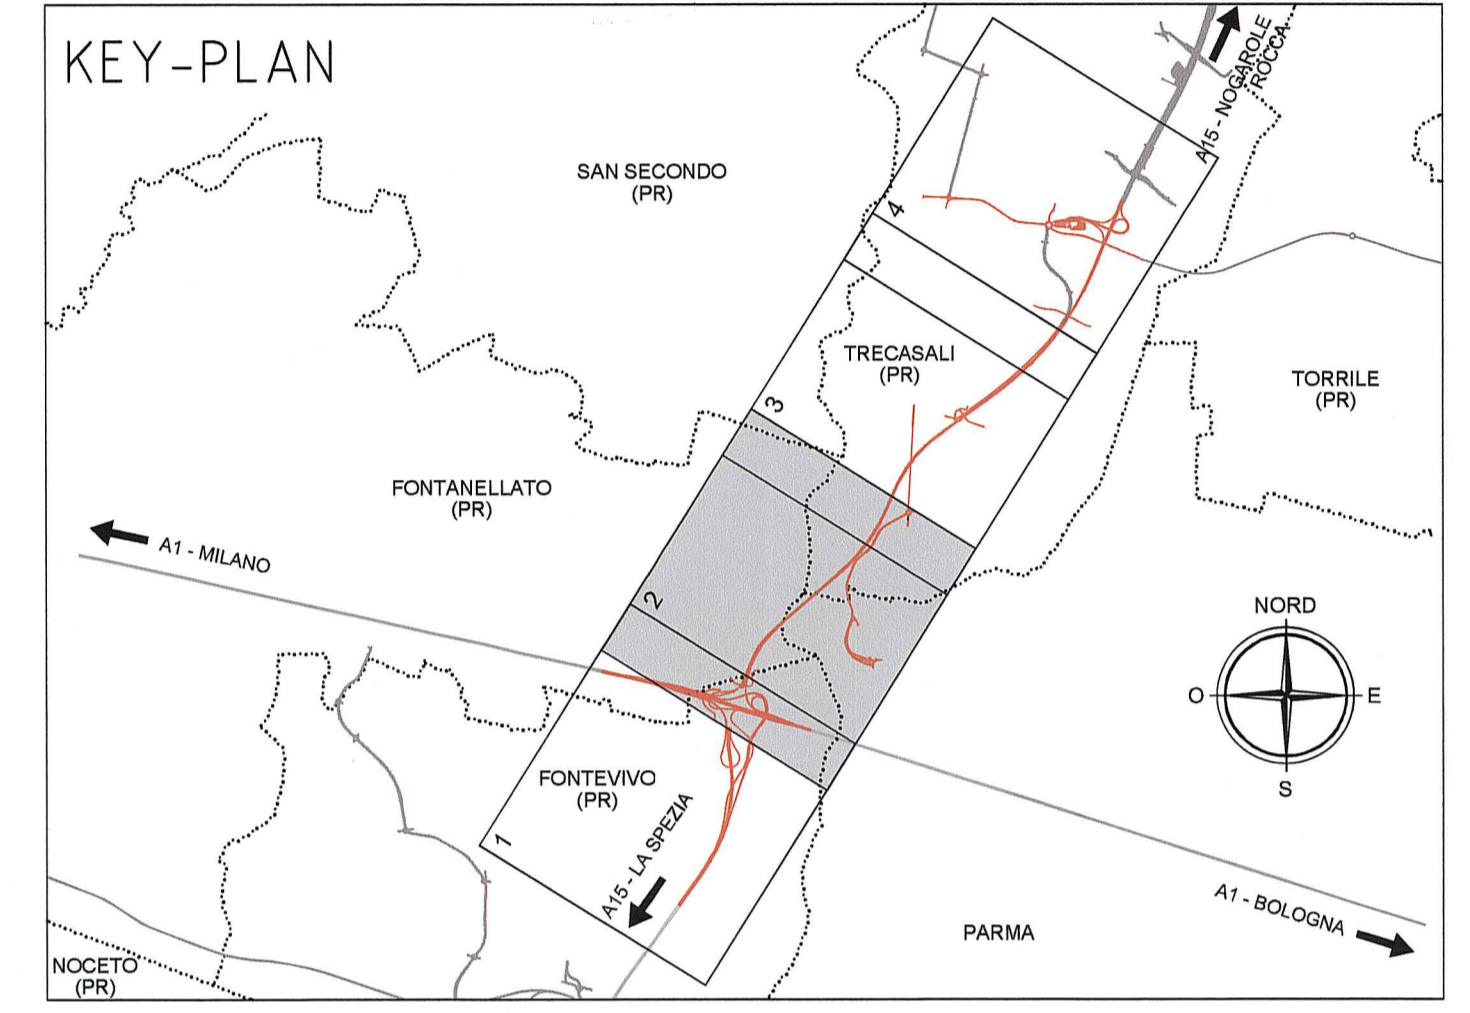 KEY-PLAN
A15 - NOGAROLE
ROCCA
SAN SECONDO
(PR)
4
TRECASALI
(PR)
TORRILE
(PR)
3
FONTANELLATO
(PR)
A1 - MILANO
2
NORD
O
E
S
FONTEVIVO
(PR)
1
A15 - LA SPEZIA
A1 - BOLOGNA
PARMA
NOCETO
(PR)